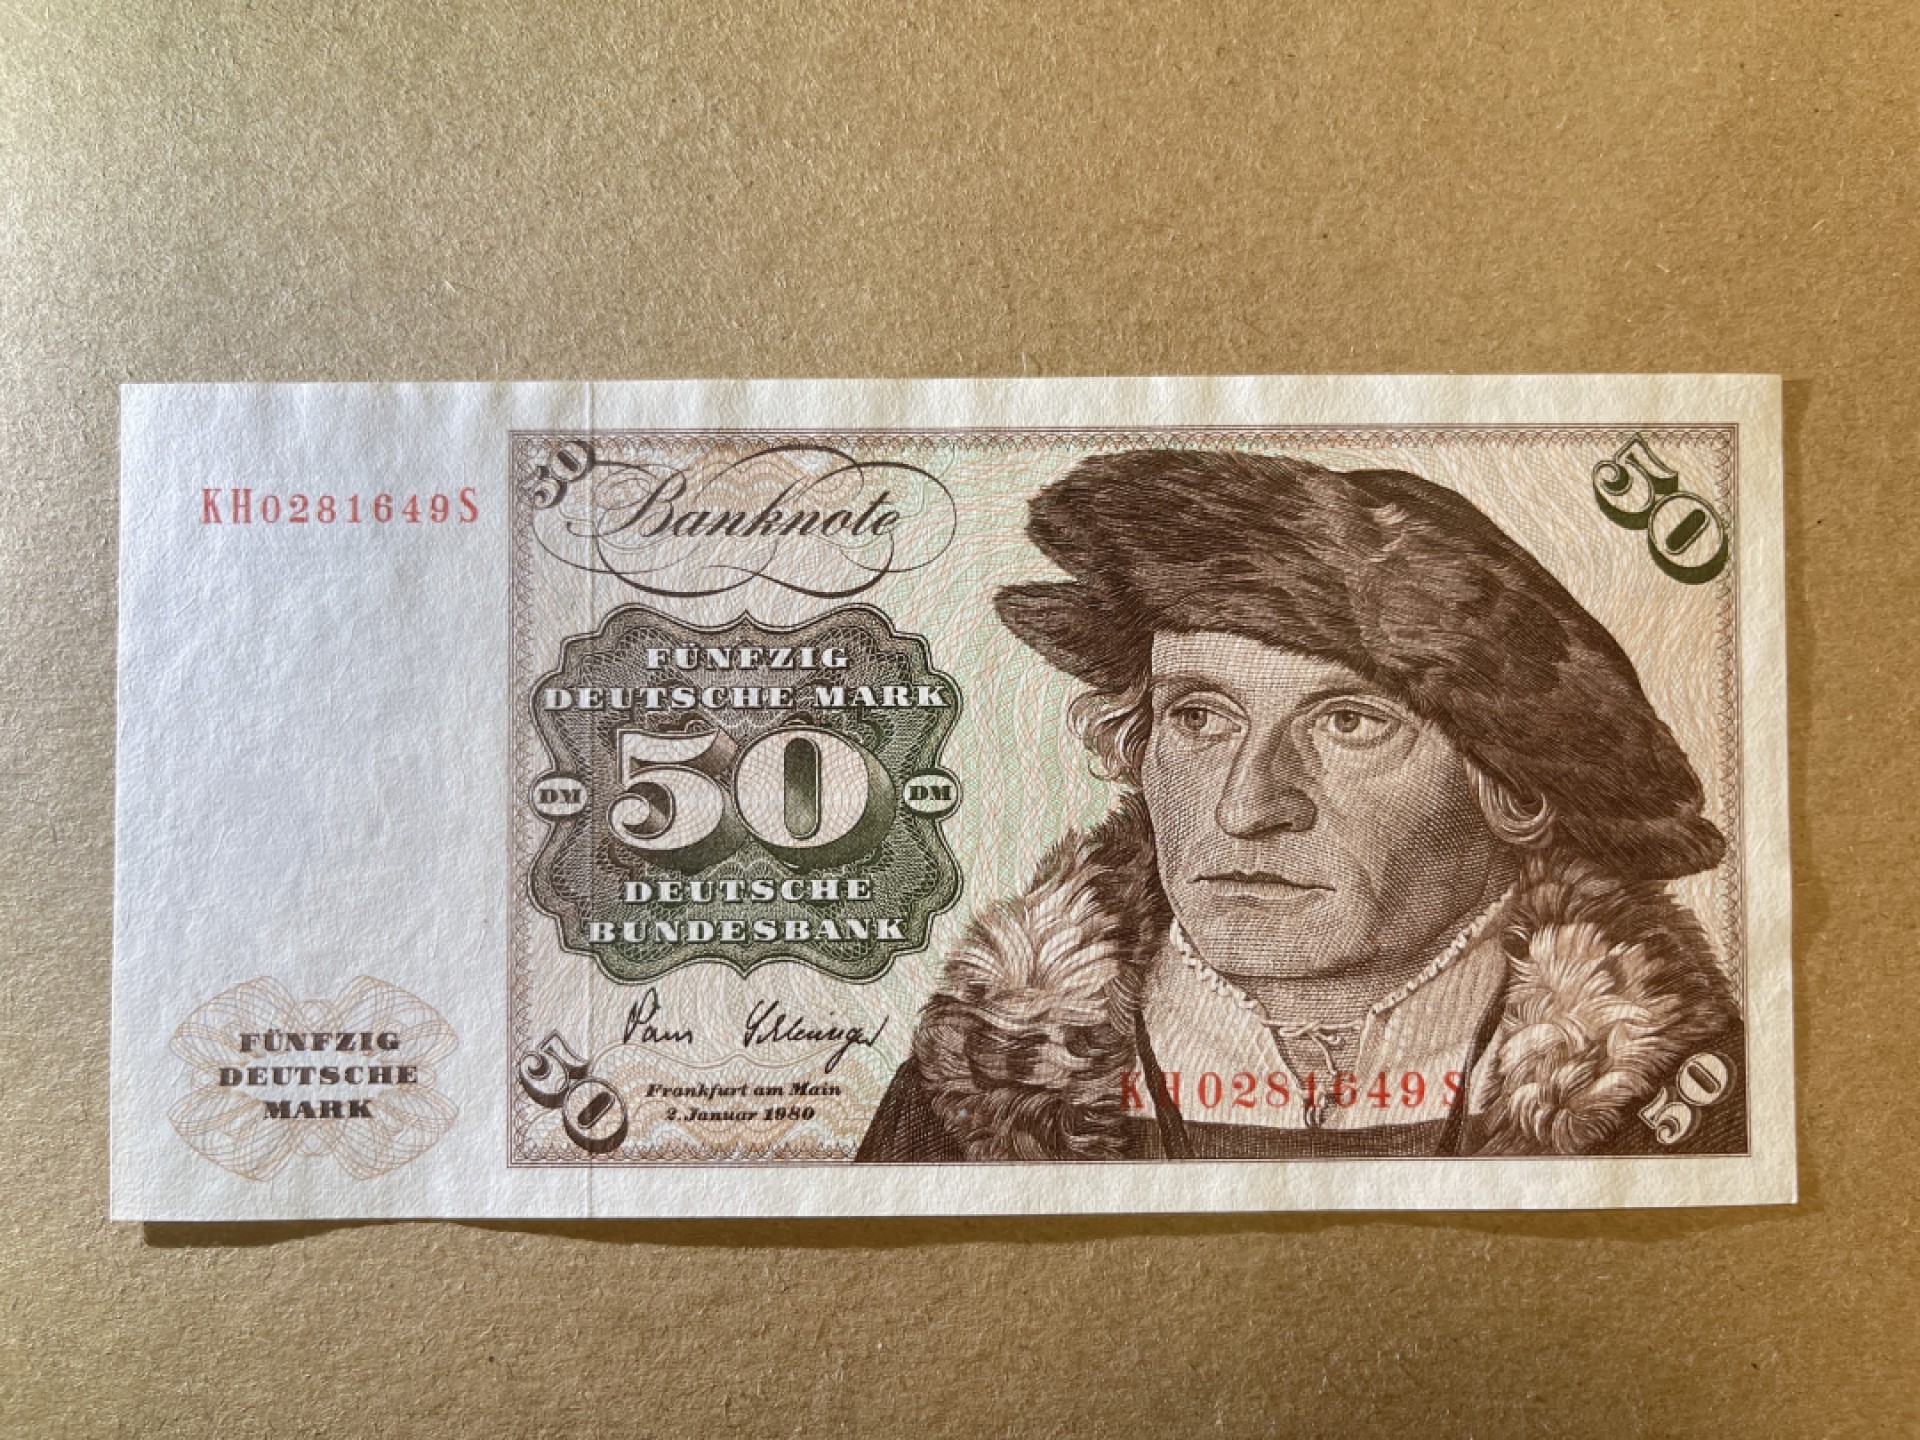 KH0281649S
50
Banknote
50
FÜNFZIG
DEUTSCHE MARK
DM
50
DM
DEUTSCHE
BUNDESBANK
FÜNFZIG
DEUTSCHE
MARK
50
Frankfurt am Main
2. Januar 1980
KH0281649S
50